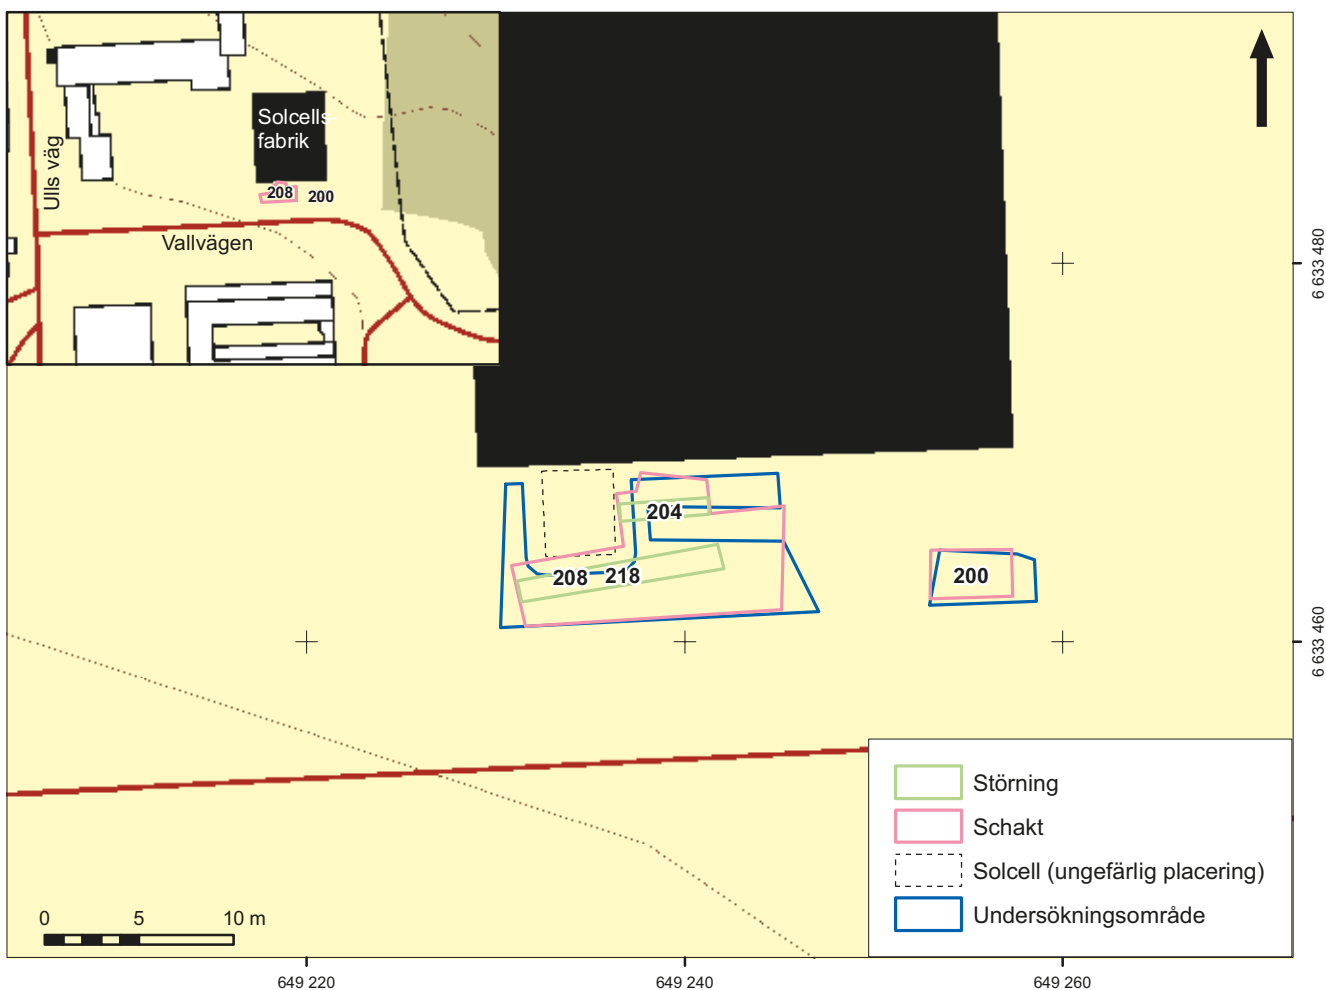 Solcells-
fabrik
Ulls väg
208
200
Vallvägen
6 633 480
204
208
218
200
6 633 460
Störning
Schakt
Solcell (ungefärlig placering)
Undersökningsområde
0 5 10 m
649 220
649 240
649 260